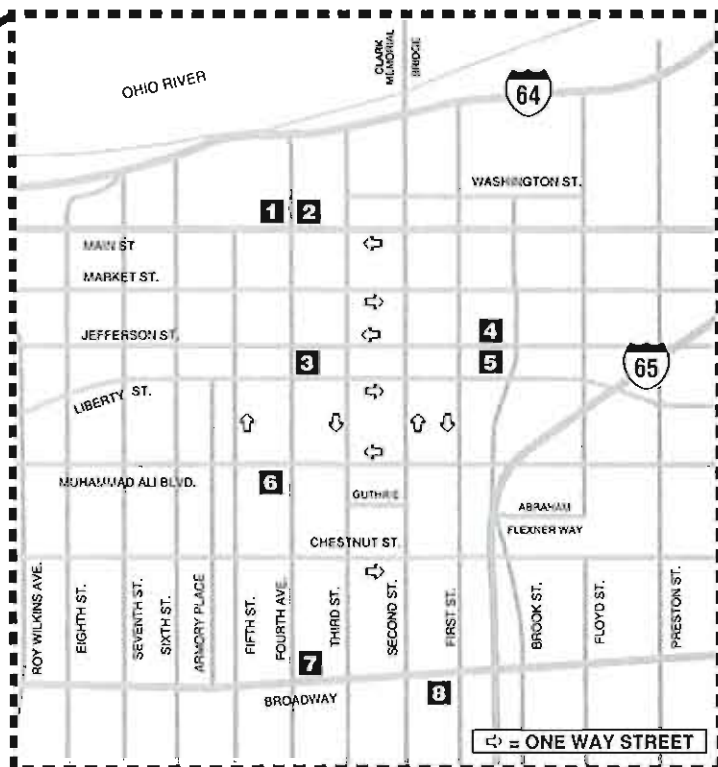 CLARK
MEMORIAL
BRIDGE
OHIO RIVER
64
WASHINGTON ST.
1 2
MAIN ST
MARKET ST.
JEFFERSON ST.
4
3
5
65
LIBERTY ST.
MUHAMMAD ALI BLVD.
6
GUTHRIE
ABRAHAM
FLEXNER WAY
CHESTNUT ST.
ROY WILKINS AVE.
EIGHTH ST.
SEVENTH ST.
SIXTH ST.
ARMORY PLACE
FIFTH ST.
FOURTH AVE.
THIRD ST.
SECOND ST.
FIRST ST.
BROOK ST.
FLOYD ST.
PRESTON ST.
7
8
BROADWAY
⇨ = ONE WAY STREET